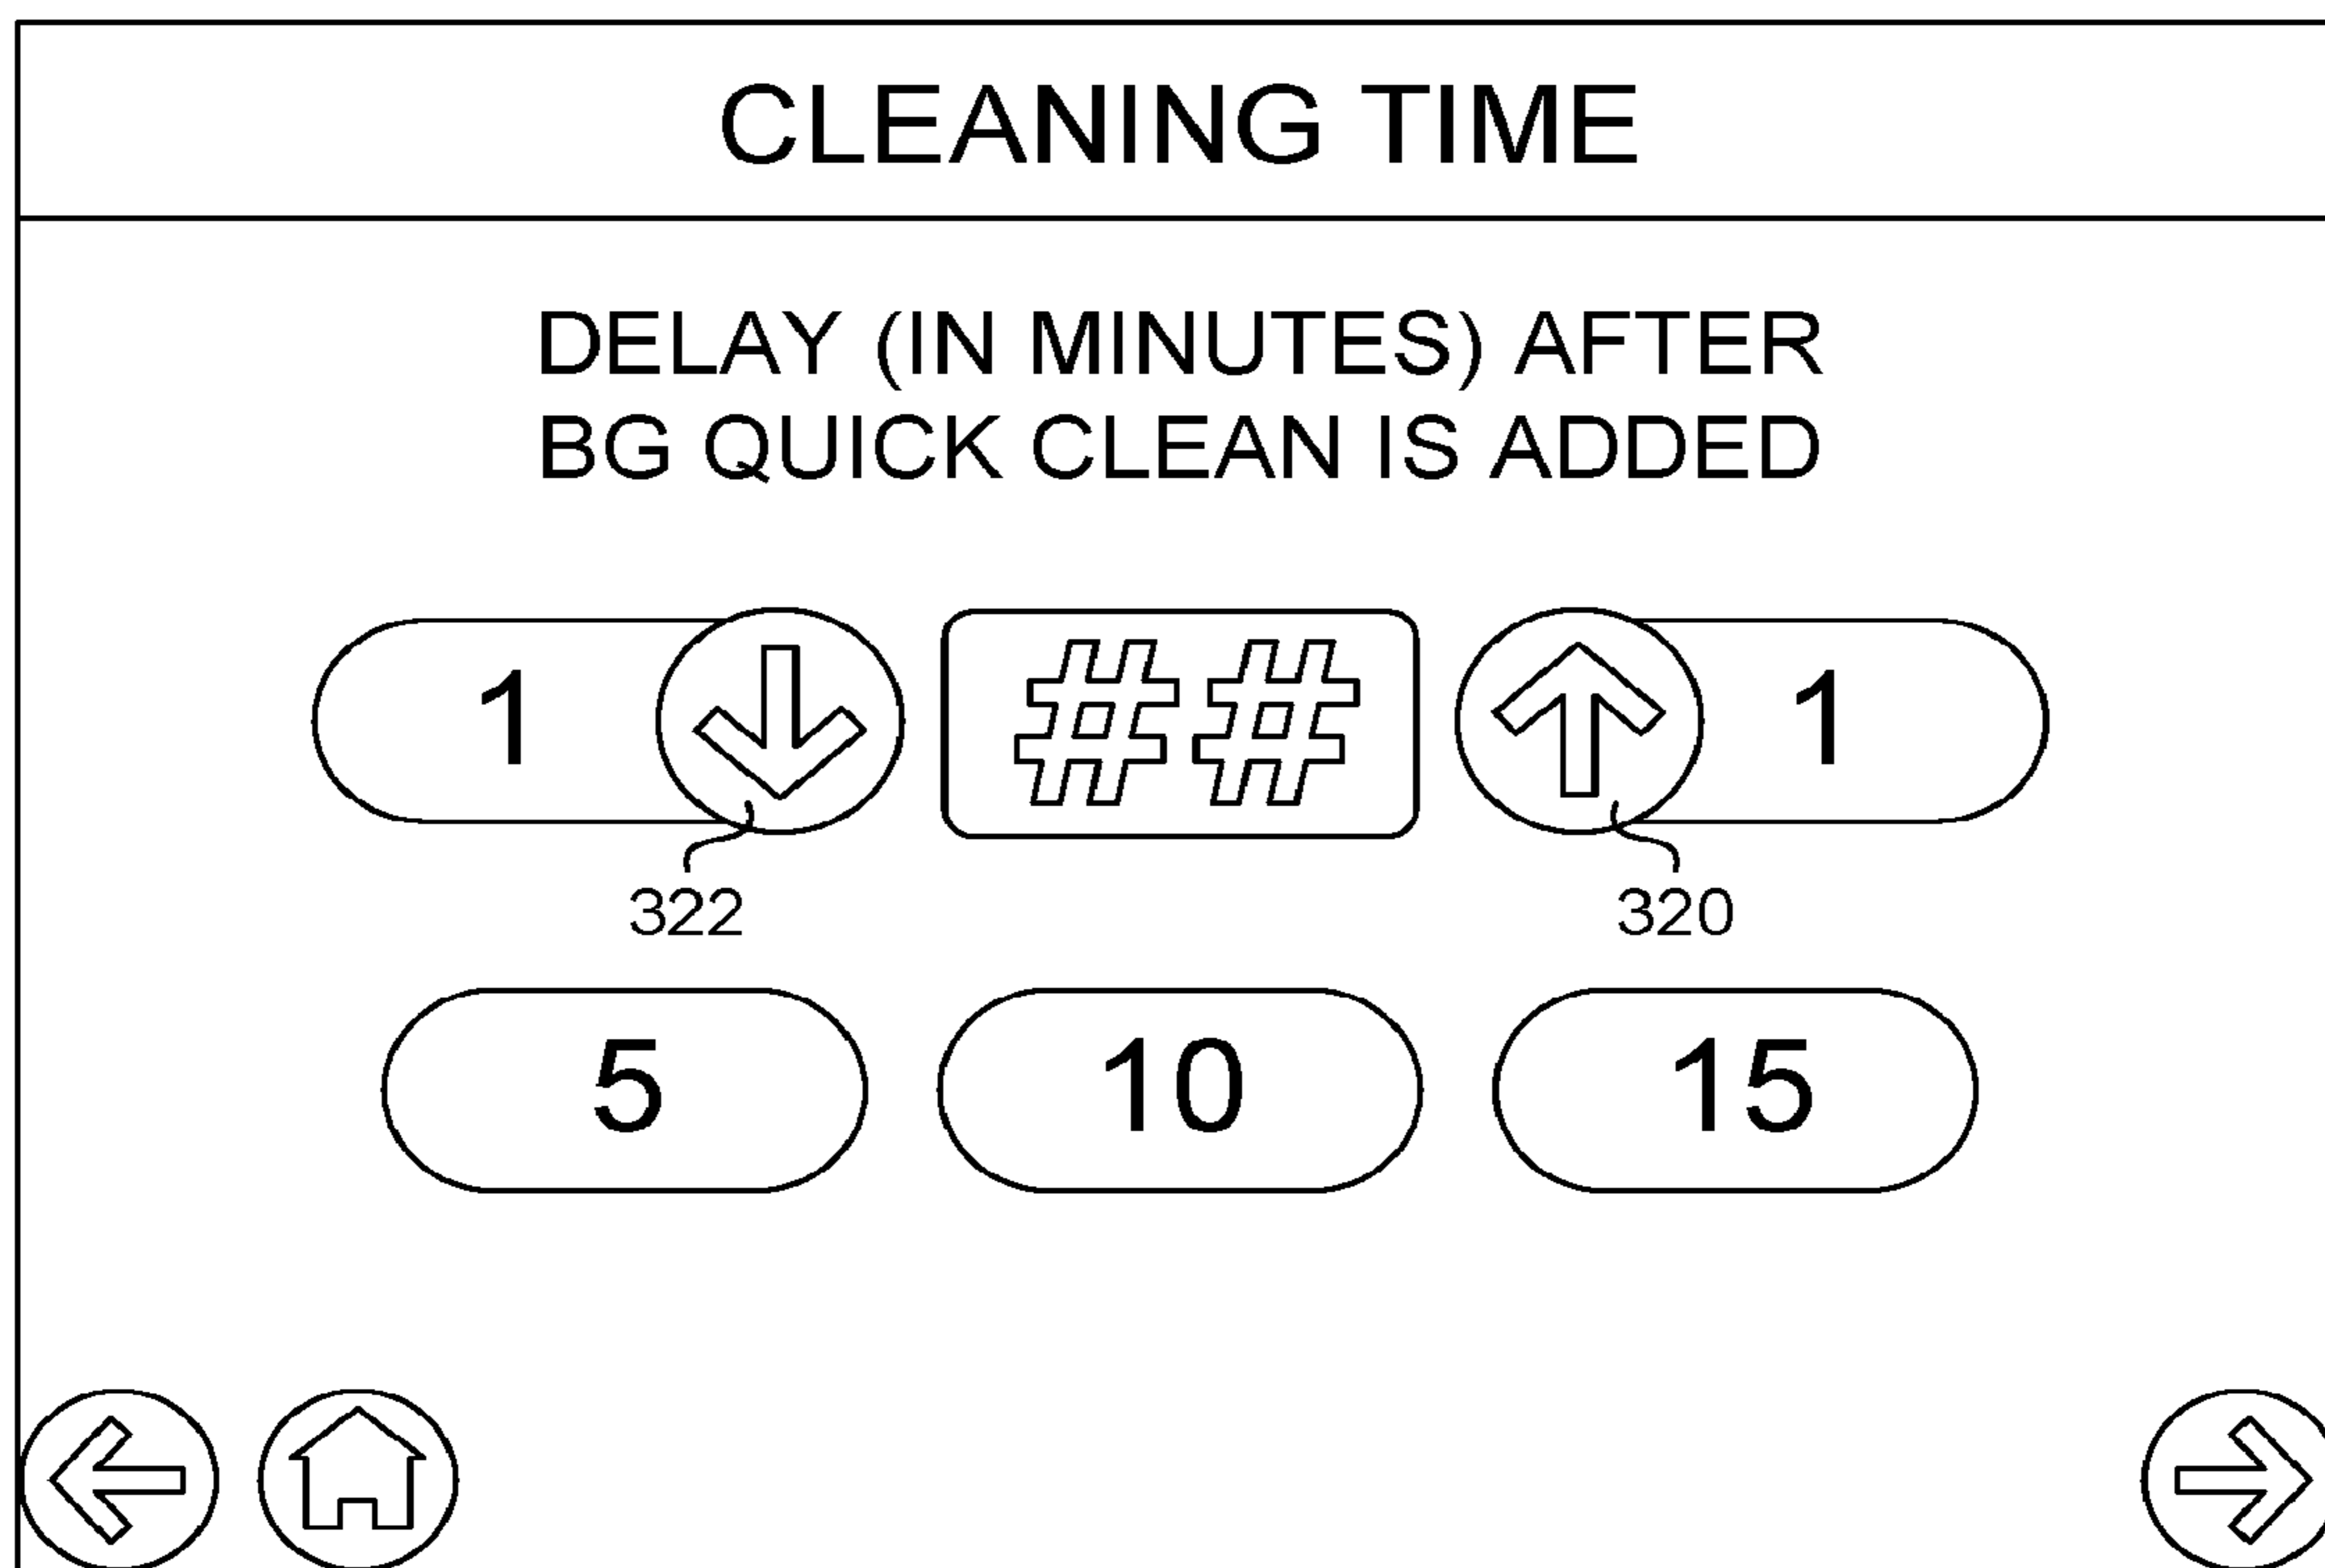 CLEANING TIME
DELAY (IN MINUTES) AFTER
BG QUICK CLEAN IS ADDED
1 ## 1
322 320
5 10 15